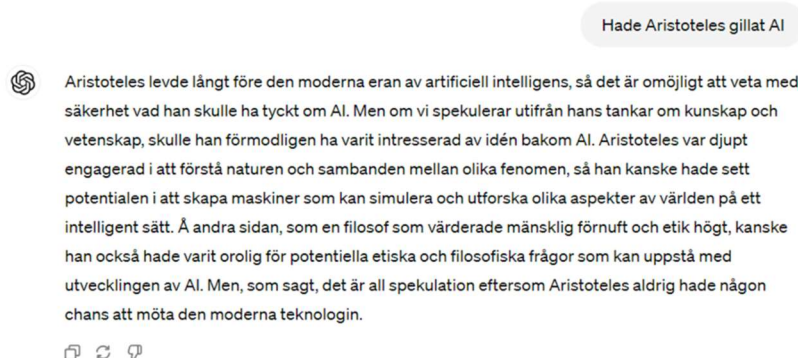 Hade Aristoteles gillat AI
Aristoteles levde långt före den moderna eran av artificiell intelligens, så det är omöjligt att veta med
säkerhet vad han skulle ha tyckt om AI. Men om vi spekulerar utifrån hans tankar om kunskap och
vetenskap, skulle han förmodligen ha varit intresserad av idén bakom AI. Aristoteles var djupt
engagerad i att förstå naturen och sambanden mellan olika fenomen, så han kanske hade sett
potentialen i att skapa maskiner som kan simulera och utforska olika aspekter av världen på ett
intelligent sätt. Å andra sidan, som en filosof som värderade mänsklig förnuft och etik högt, kanske
han också hade varit orolig för potentiella etiska och filosofiska frågor som kan uppstå med
utvecklingen av AI. Men, som sagt, det är all spekulation eftersom Aristoteles aldrig hade någon
chans att möta den moderna teknologin.